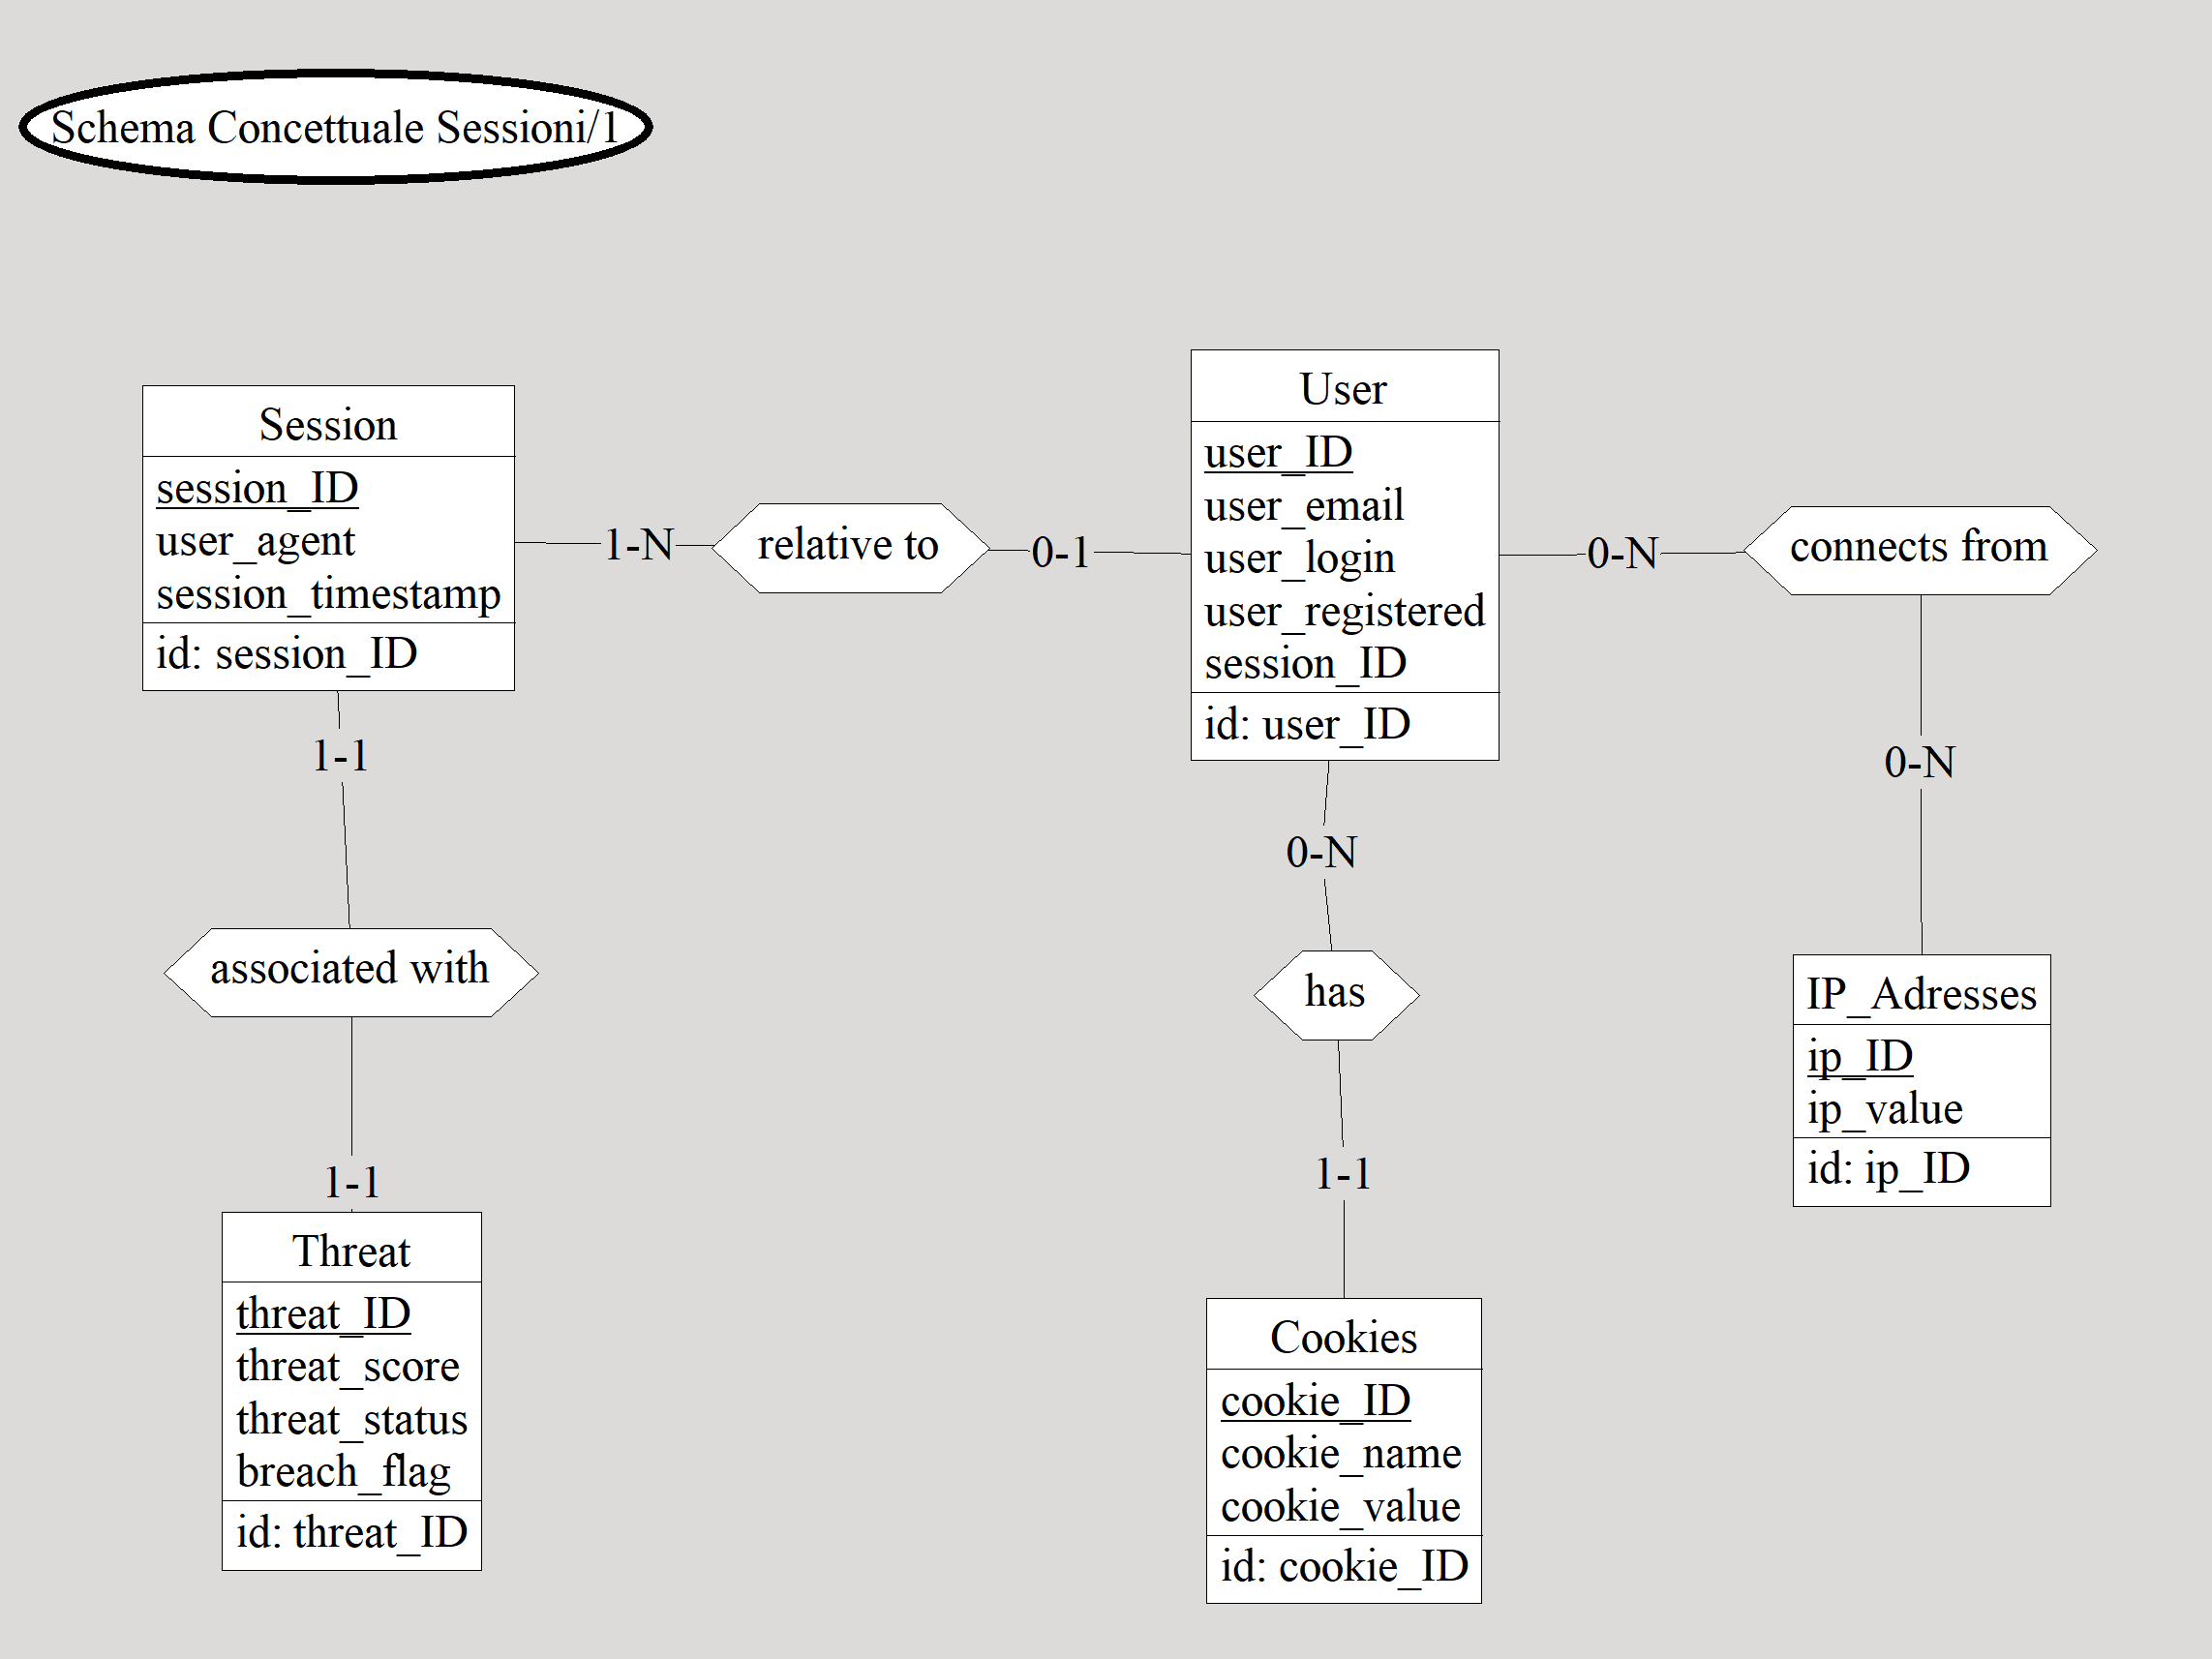 Schema Concettuale Sessioni/1
Session
session_ID
user_agent
session_timestamp
id: session_ID
1-N
relative to
0-1
User
user_ID
user_email
user_login
user_registered
session_ID
id: user_ID
0-N
connects from
0-N
IP_Adresses
ip_ID
ip_value
id: ip_ID
1-1
associated with
1-1
Threat
threat_ID
threat_score
threat_status
breach_flag
id: threat_ID
0-N
has
1-1
Cookies
cookie_ID
cookie_name
cookie_value
id: cookie_ID